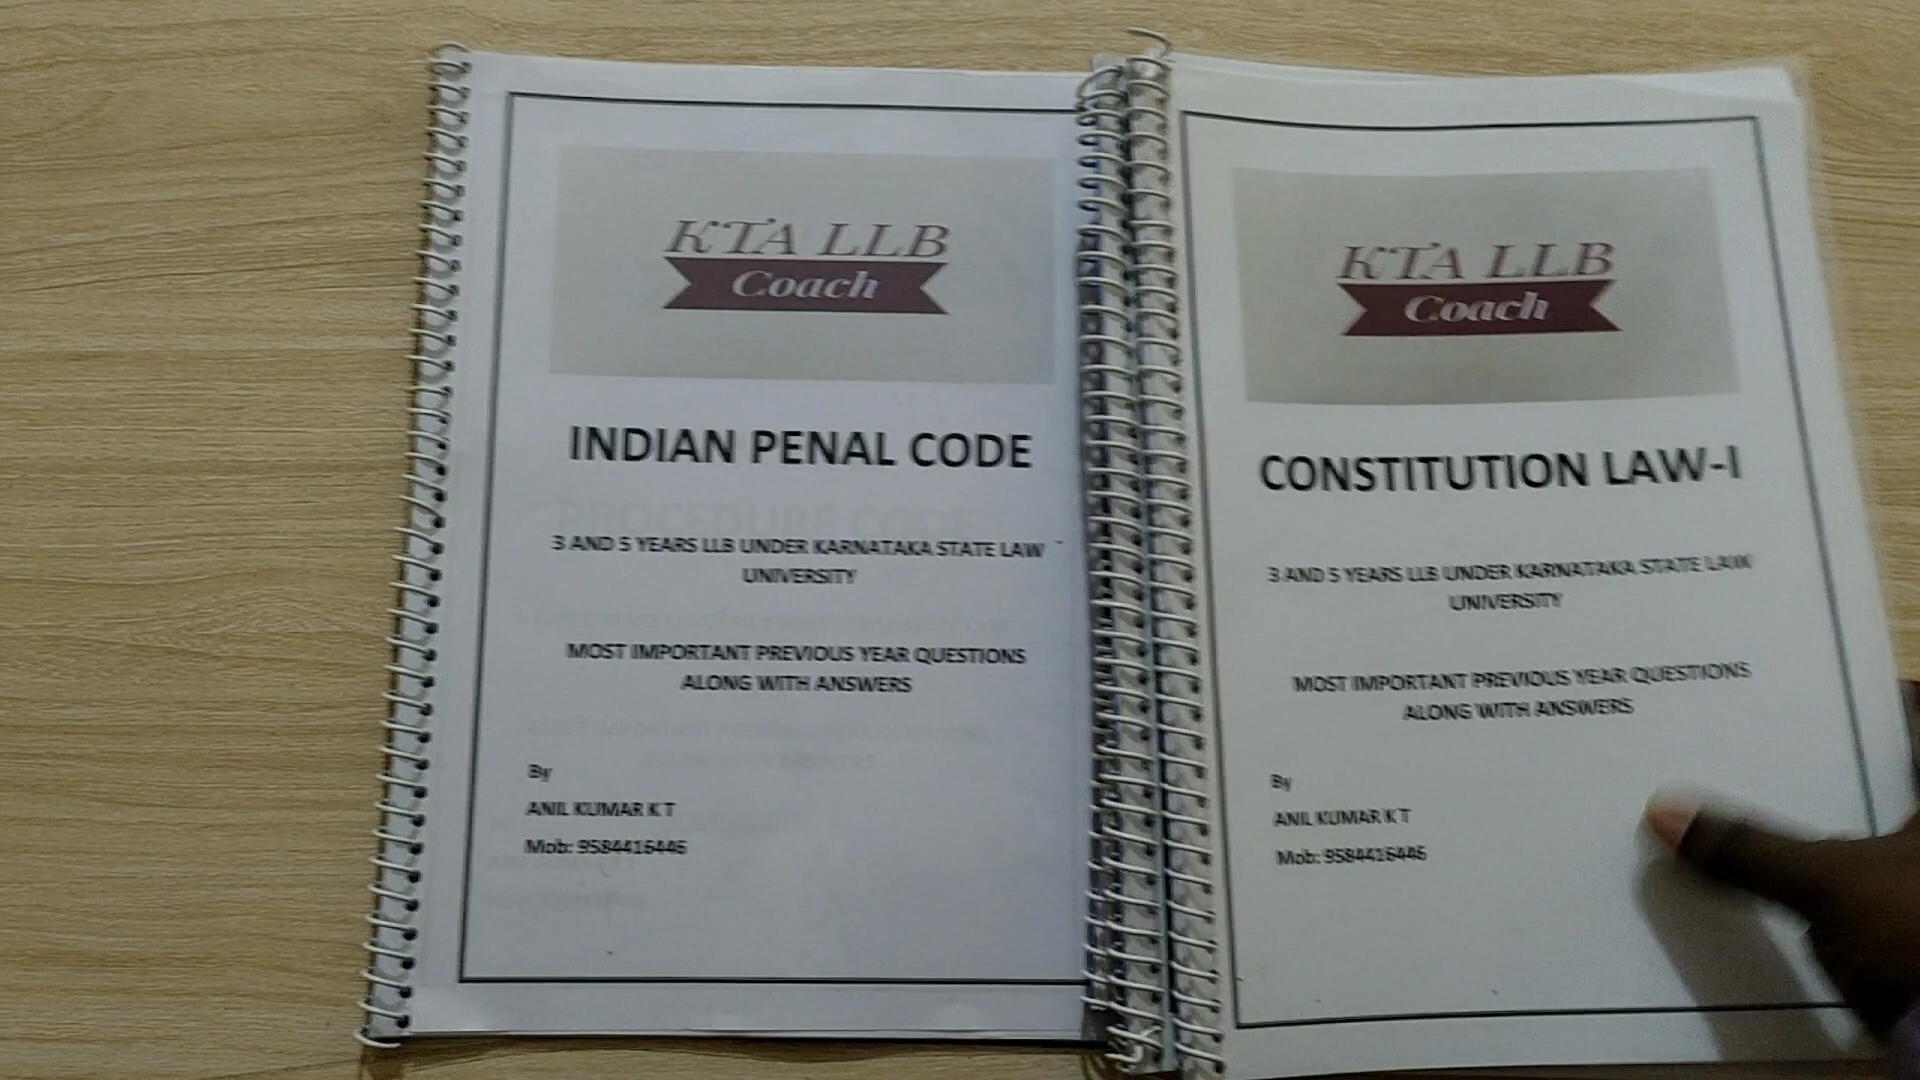 KTA LLB
Coach
INDIAN PENAL CODE
PROCEDURE CODE
3 AND 5 YEARS LLB UNDER KARNATAKA STATE LAW
UNIVERSITY
MOST IMPORTANT PREVIOUS YEAR QUESTIONS
ALONG WITH ANSWERS
By
ANIL KUMAR K T
Mob: 9584416446
KTA LLB
Coach
CONSTITUTION LAW-I
3 AND 5 YEARS LLB UNDER KARNATAKA STATE LAW
UNIVERSITY
MOST IMPORTANT PREVIOUS YEAR QUESTIONS
ALONG WITH ANSWERS
By
ANIL KUMAR K T
Mob: 9584416446